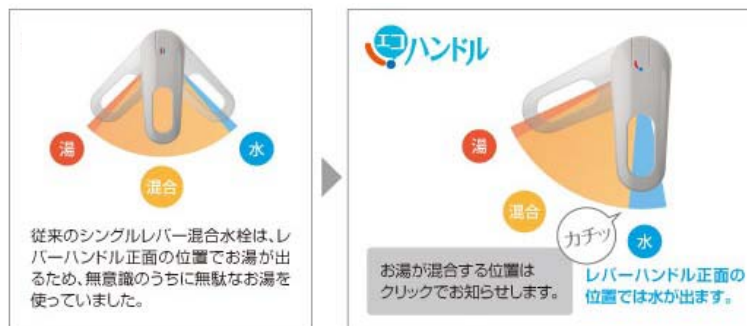 湯
水
混合
従来のシングルレバー混合水栓は、レ
バーハンドル正面の位置でお湯が出
るため、無意識のうちに無駄なお湯を
使っていました。
エコハンドル
湯
混合
カチッ
水
お湯が混合する位置は
クリックでお知らせします。
レバーハンドル正面の
位置では水が出ます。